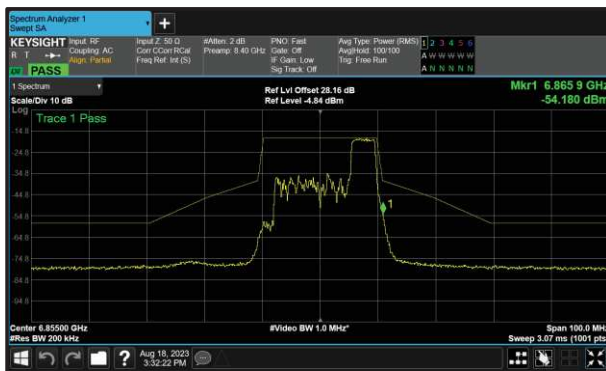 Spectrum Analyzer 1
Swept SA
KEYSIGHT
R T
PASS
Input: RF
Coupling: AC
Align: Partial
Input Z: 50 Ω
Corr CCorr RCal
Freq Ref: Int (S)
#Atten: 2 dB
Preamp: 8.40 GHz
PNO: Fast
Gate: Off
IF Gain: Low
Sig Track: Off
Avg Type: Power (RMS)
Avg|Hold: 100/100
Trig: Free Run
1 2 3 4 5 6
A W W W W W
A N N N N N
1 Spectrum
Scale/Div 10 dB
Log
Ref Lvl Offset 28.16 dB
Ref Level -4.84 dBm
Mkr1 6.865 9 GHz
-54.180 dBm
Trace 1 Pass
-14.8
-24.8
-34.8
-44.8
-54.8
-64.8
-74.8
-84.8
-94.8
1
Center 6.85500 GHz
#Res BW 200 kHz
#Video BW 1.0 MHz*
Span 100.0 MHz
Sweep 3.07 ms (1001 pts)
?
Aug 18, 2023
3:32:22 PM